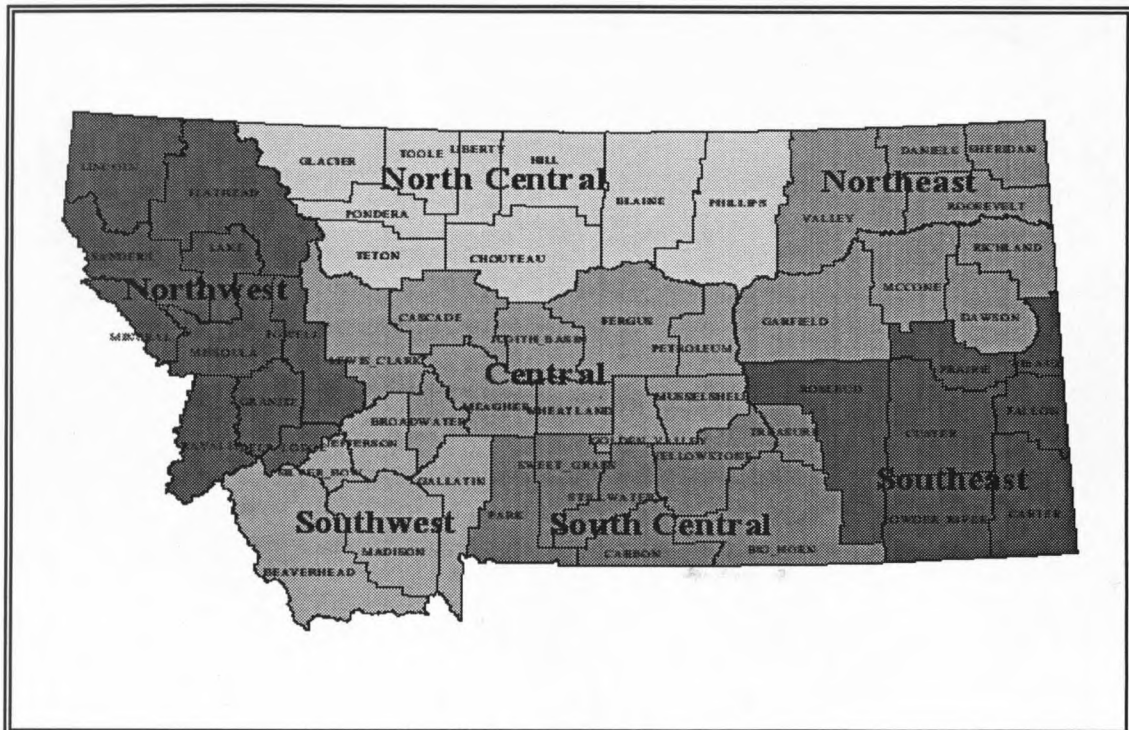 GLACIER
TOOLE
LIBERTY
HILL
BLAINE
PHILLIPS
DANIELS
SHERIDAN
LINCOLN
FLATHEAD
North Central
Northeast
PONDERA
VALLEY
ROOSEVELT
SANDERS
LAKE
TETON
CHOUTEAU
RICHLAND
Northwest
MCCONE
CASCADE
FERGUS
GARFIELD
DAWSON
MINERAL
MISSOULA
POWELL
JUDITH_BASIN
LEWIS_CLARK
PETROLEUM
Central
PRAIRIE
ROSEBUD
GRANITE
MEAGHER
WHEATLAND
MUSSELSHELL
FALLON
BROADWATER
JEFFERSON
GOLDEN_VALLEY
TREASURE
CUSTER
YELLOWSTONE
SWEET_GRASS
GALLATIN
Southeast
STILLWATER
Southwest
South Central
PARK
OWDER_RIVER
CARTER
MADISON
CARBON
BIG_HORN
BEAVERHEAD